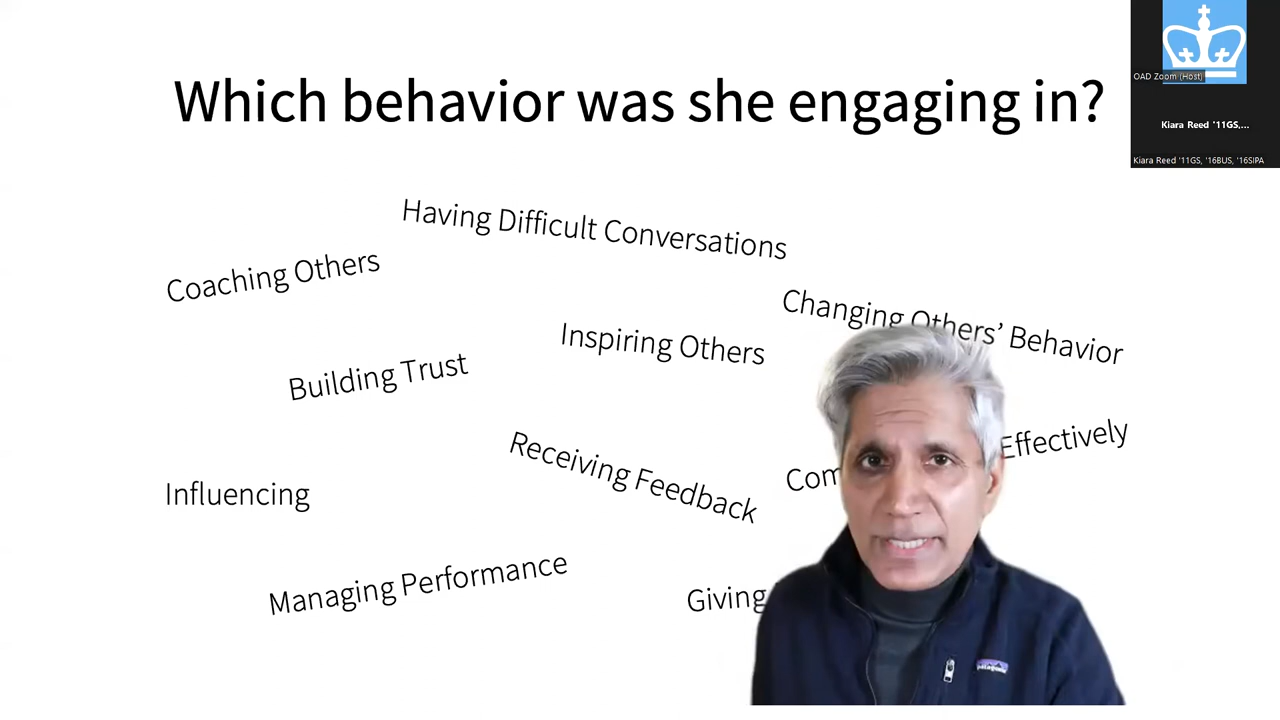 Which behavior was she engaging in?
OAD Zoom (Host)
Kiara Reed '11GS,...
Kiara Reed '11GS, '16BUS, '16SIPA
Having Difficult Conversations
Coaching Others
Changing Others' Behavior
Inspiring Others
Building Trust
Effectively
Receiving Feedback
Influencing
Managing Performance
Giving
patagonia